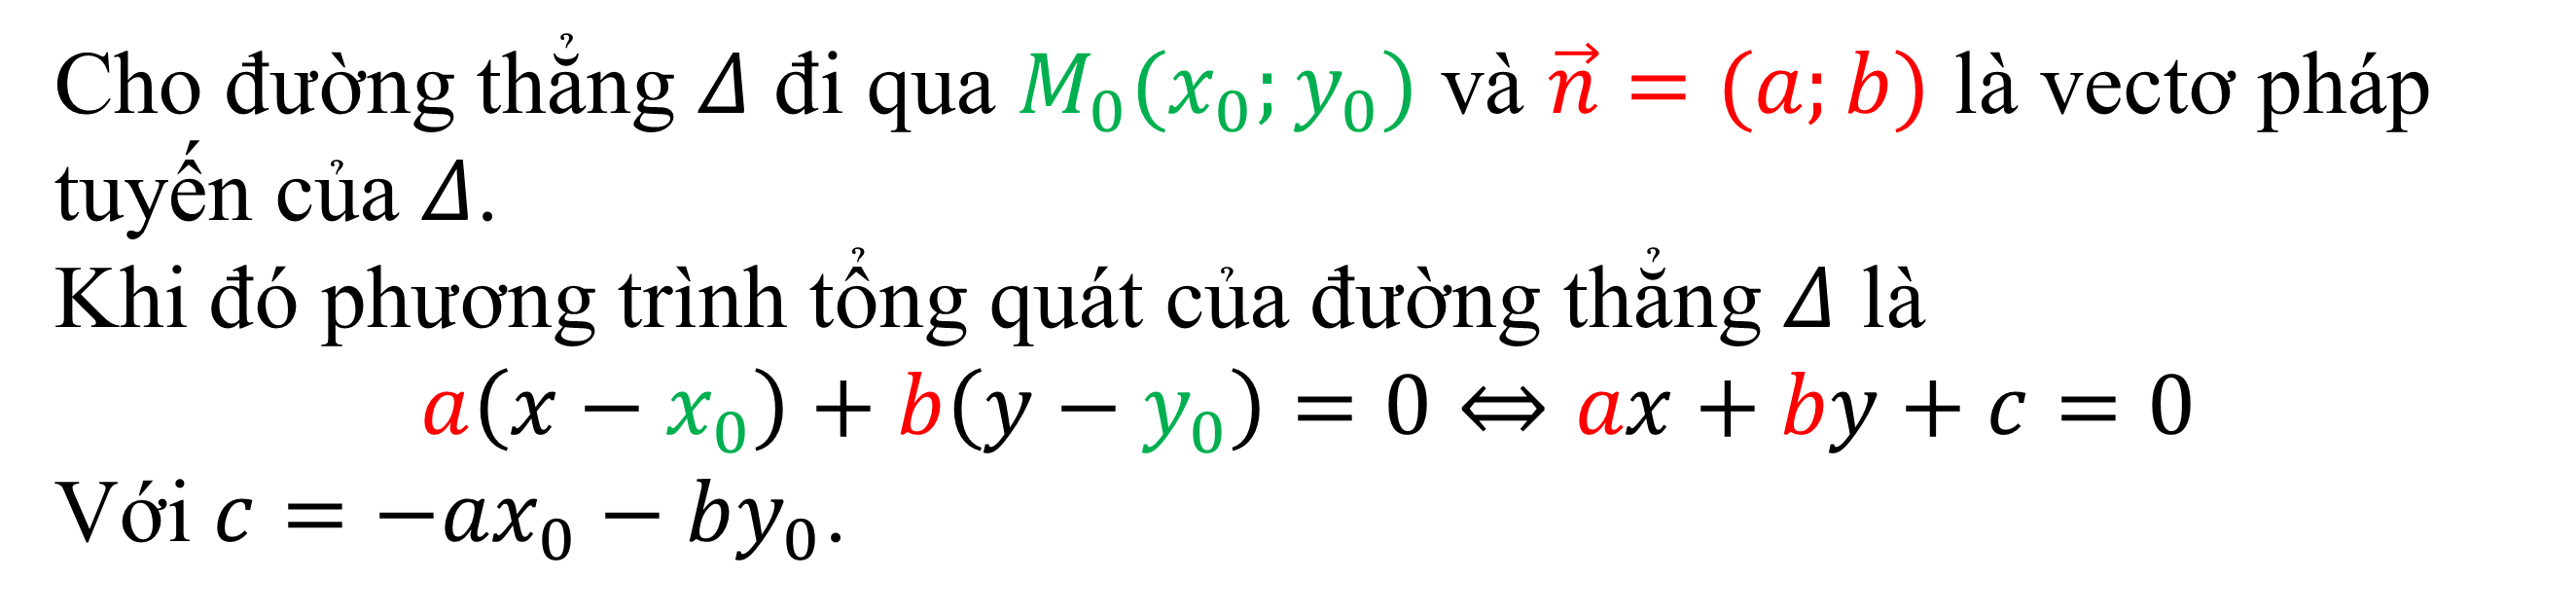 Cho đường thẳng Δ đi qua M₀(x₀; y₀) và n⃗ = (a; b) là vectơ pháp
tuyến của Δ.
Khi đó phương trình tổng quát của đường thẳng Δ là
a(x − x₀) + b(y − y₀) = 0 ⟺ ax + by + c = 0
Với c = −ax₀ − by₀.